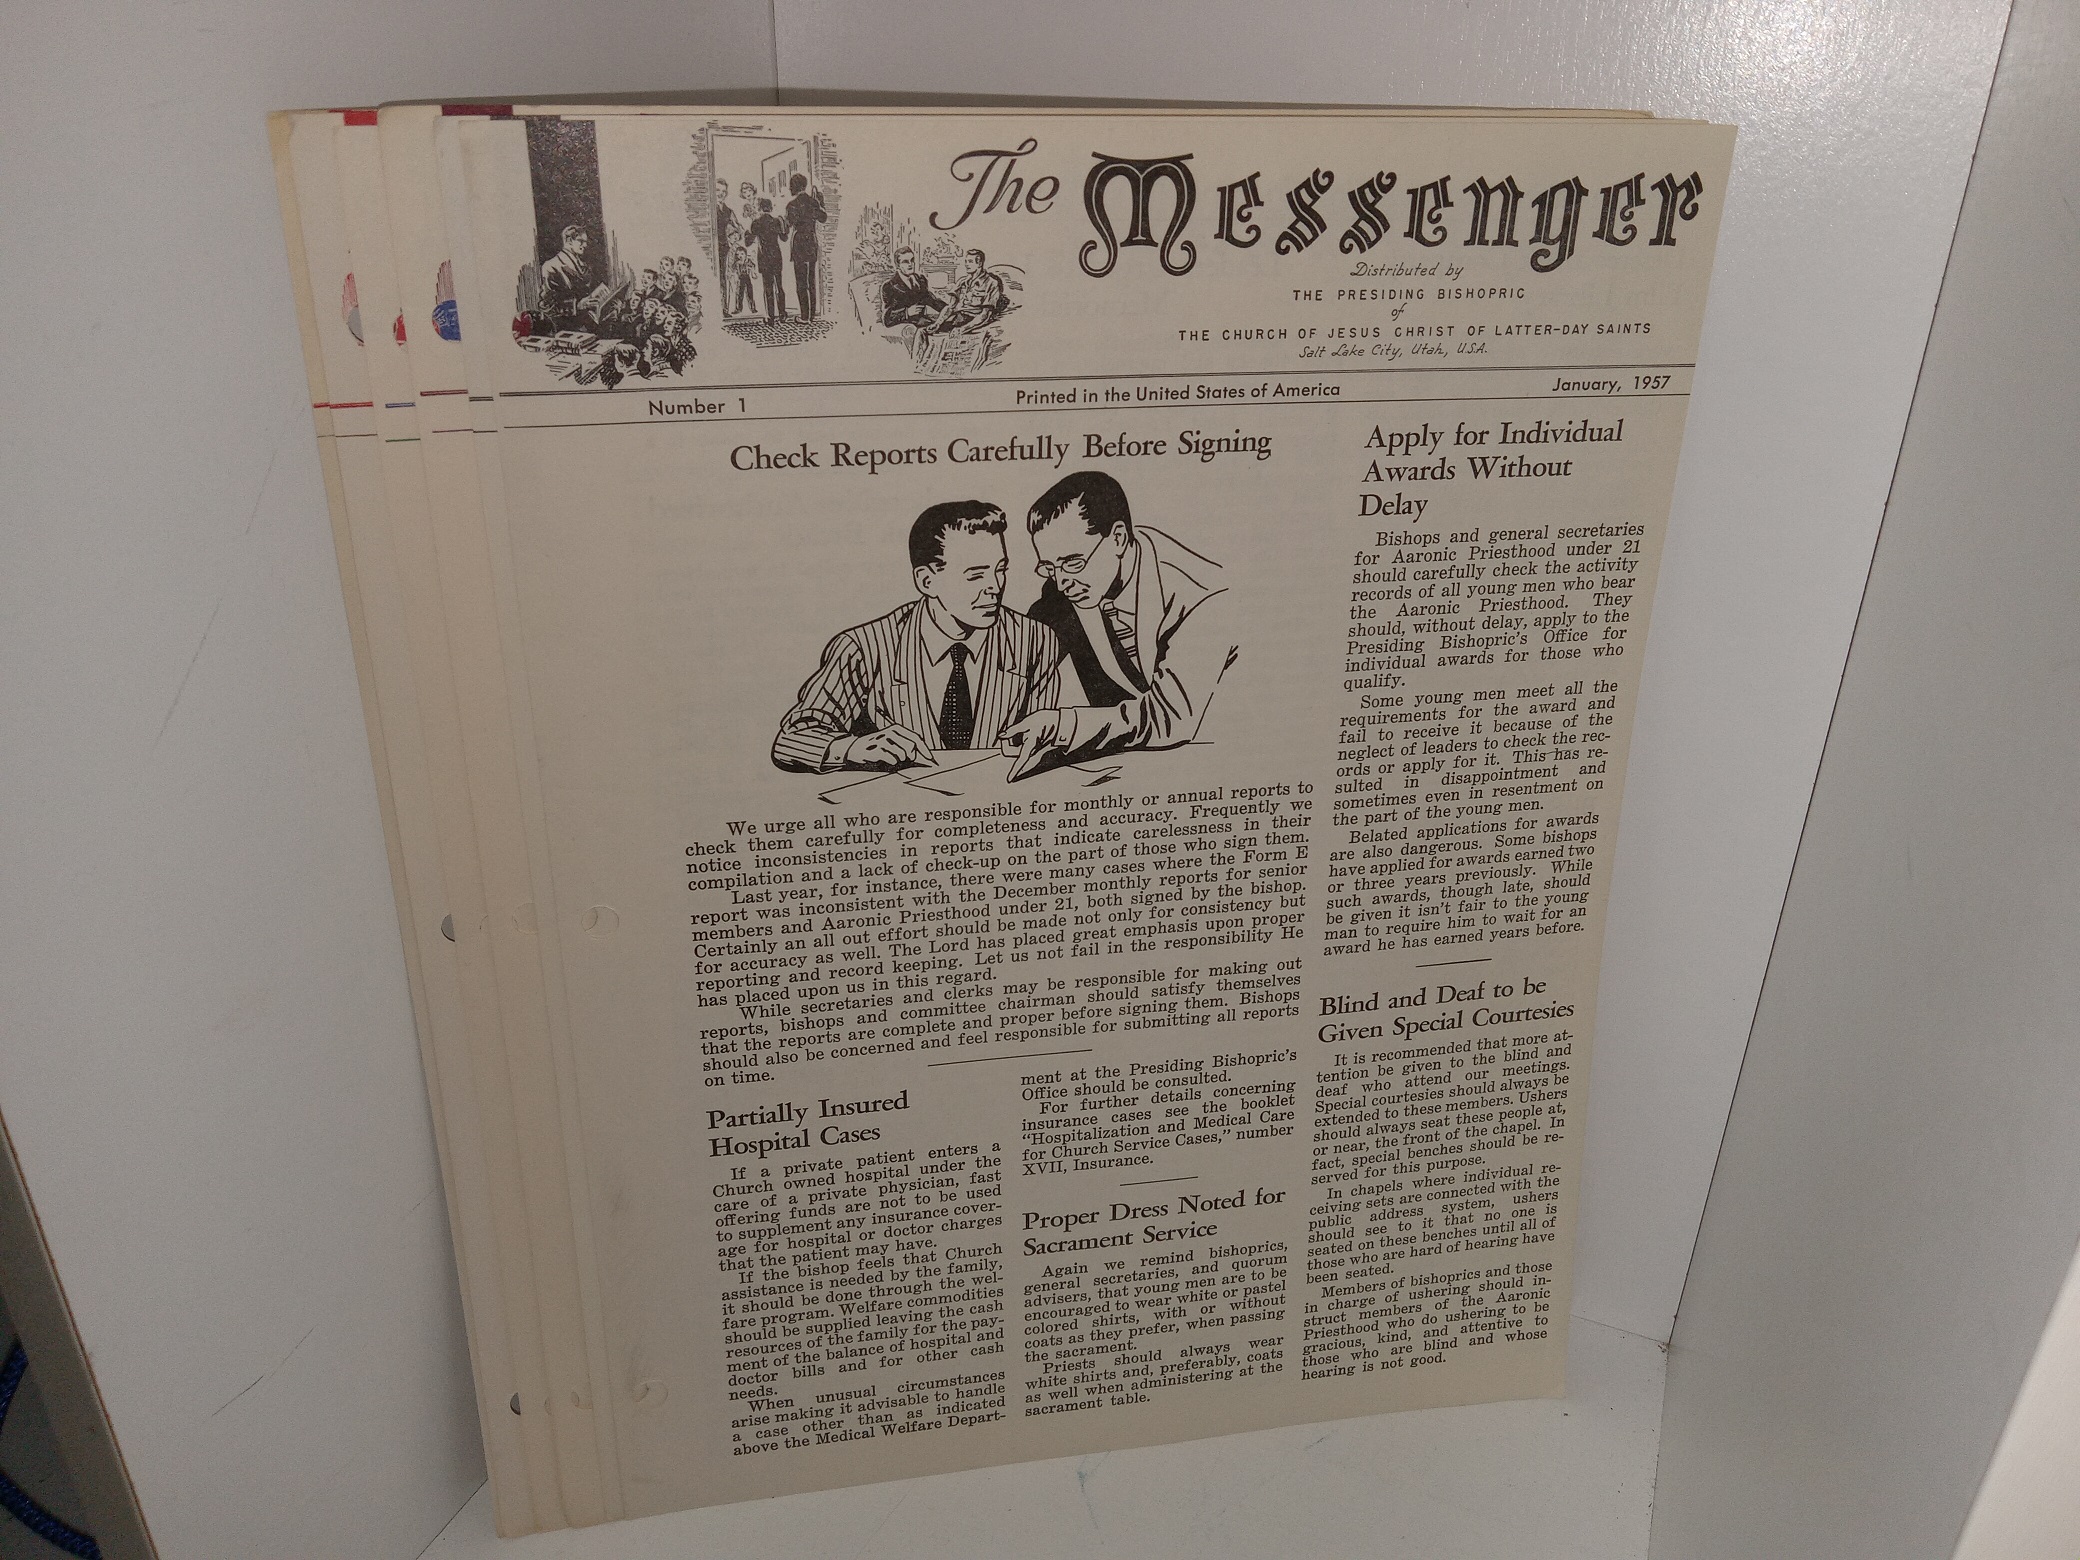 The Messenger
Distributed by
THE PRESIDING BISHOPRIC
of
THE CHURCH OF JESUS CHRIST OF LATTER-DAY SAINTS
Salt Lake City, Utah, U.S.A.
Number 1
Printed in the United States of America
January, 1957
Check Reports Carefully Before Signing
We urge all who are responsible for monthly or annual reports to
check them carefully for completeness and accuracy. Frequently we
notice inconsistencies in reports that indicate carelessness in their
compilation and a lack of check-up on the part of those who sign them.
Last year, for instance, there were many cases where the Form E
report was inconsistent with the December monthly reports for senior
members and Aaronic Priesthood under 21, both signed by the bishop.
Certainly an all out effort should be made not only for consistency but
for accuracy as well. The Lord has placed great emphasis upon proper
reporting and record keeping. Let us not fail in the responsibility He
has placed upon us in this regard.
While secretaries and clerks may be responsible for making out
reports, bishops and committee chairman should satisfy themselves
that the reports are complete and proper before signing them. Bishops
should also be concerned and feel responsible for submitting all reports
on time.
Partially Insured
Hospital Cases
If a private patient enters a
Church owned hospital under the
care of a private physician, fast
offering funds are not to be used
to supplement any insurance cover-
age for hospital or doctor charges
that the patient may have.
If the bishop feels that Church
assistance is needed by the family,
it should be done through the wel-
fare program. Welfare commodities
should be supplied leaving the cash
resources of the family for the pay-
ment of the balance of hospital and
doctor bills and for other cash
needs.
When unusual circumstances
arise making it advisable to handle
a case other than as indicated
above the Medical Welfare Depart-
ment at the Presiding Bishopric's
Office should be consulted.
For further details concerning
insurance cases see the booklet
"Hospitalization and Medical Care
for Church Service Cases," number
XVII, Insurance.
Proper Dress Noted for
Sacrament Service
Again we remind bishoprics,
general secretaries, and quorum
advisers, that young men are to be
encouraged to wear white or pastel
colored shirts, with or without
coats as they prefer, when passing
the sacrament.
Priests should always wear
white shirts and, preferably, coats
as well when administering at the
sacrament table.
Apply for Individual
Awards Without
Delay
Bishops and general secretaries
for Aaronic Priesthood under 21
should carefully check the activity
records of all young men who bear
the Aaronic Priesthood. They
should, without delay, apply to the
Presiding Bishopric's Office for
individual awards for those who
qualify.
Some young men meet all the
requirements for the award and
fail to receive it because of the
neglect of leaders to check the rec-
ords or apply for it. This has re-
sulted in disappointment and
sometimes even in resentment on
the part of the young men.
Belated applications for awards
are also dangerous. Some bishops
have applied for awards earned two
or three years previously. While
such awards, though late, should
be given it isn't fair to the young
man to require him to wait for an
award he has earned years before.
Blind and Deaf to be
Given Special Courtesies
It is recommended that more at-
tention be given to the blind and
deaf who attend our meetings.
Special courtesies should always be
extended to these members. Ushers
should always seat these people at,
or near, the front of the chapel. In
fact, special benches should be re-
served for this purpose.
In chapels where individual re-
ceiving sets are connected with the
public address system, ushers
should see to it that no one is
seated on these benches until all of
those who are hard of hearing have
been seated.
Members of bishoprics and those
in charge of ushering should in-
struct members of the Aaronic
Priesthood who do ushering to be
gracious, kind, and attentive to
those who are blind and whose
hearing is not good.